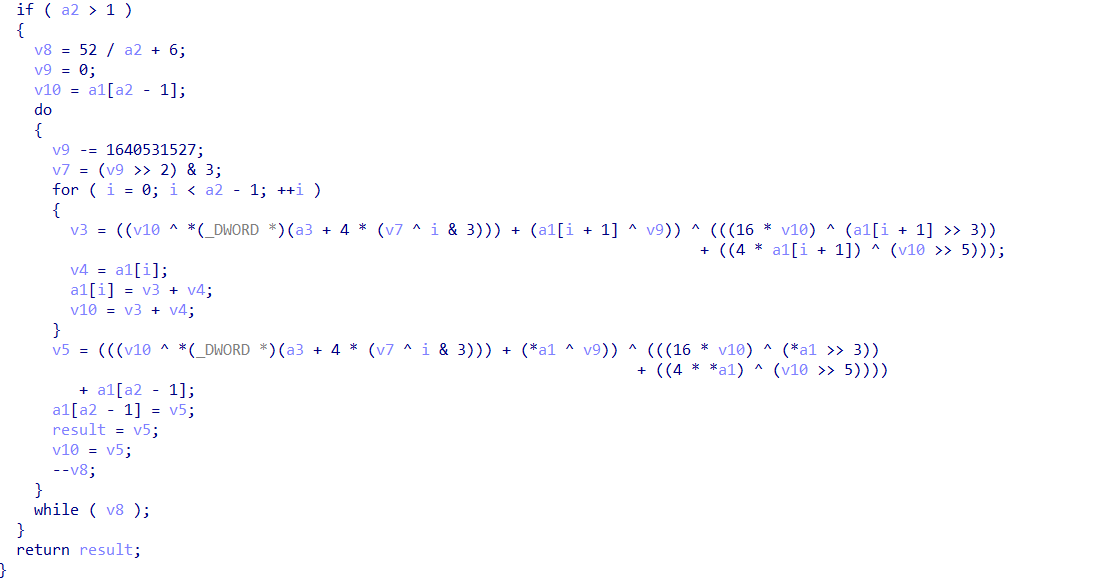 if ( a2 > 1 )
{
v8 = 52 / a2 + 6;
v9 = 0;
v10 = a1[a2 - 1];
do
{
v9 -= 1640531527;
v7 = (v9 >> 2) & 3;
for ( i = 0; i < a2 - 1; ++i )
{
v3 = ((v10 ^ *(_DWORD *)(a3 + 4 * (v7 ^ i & 3))) + (a1[i + 1] ^ v9)) ^ (((16 * v10) ^ (a1[i + 1] >> 3))
+ ((4 * a1[i + 1]) ^ (v10 >> 5)));
v4 = a1[i];
a1[i] = v3 + v4;
v10 = v3 + v4;
}
v5 = (((v10 ^ *(_DWORD *)(a3 + 4 * (v7 ^ i & 3))) + (*a1 ^ v9)) ^ (((16 * v10) ^ (*a1 >> 3))
+ ((4 * *a1) ^ (v10 >> 5))))
+ a1[a2 - 1];
a1[a2 - 1] = v5;
result = v5;
v10 = v5;
--v8;
}
while ( v8 );
}
return result;
}